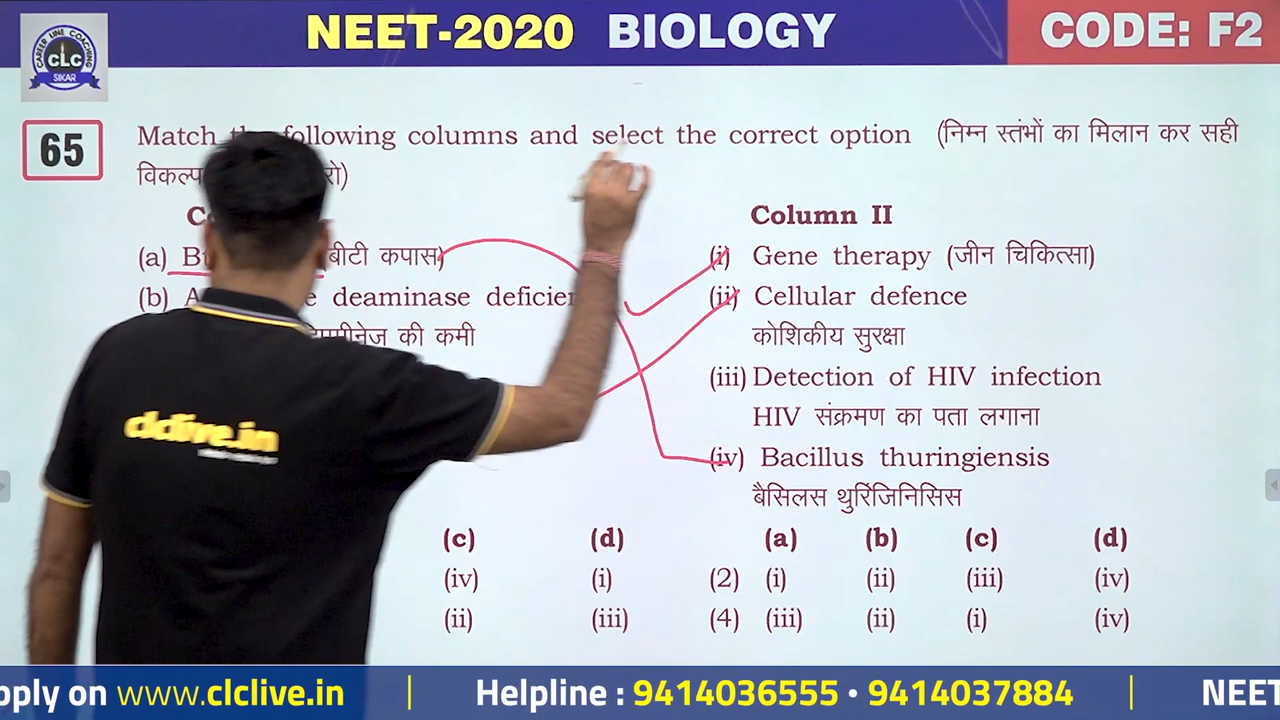 NEET-2020 BIOLOGY
CODE: F2
CAREER LINE COACHING
CLC
SIKAR
65
Match following columns and select the correct option (निम्न स्तंभों का मिलान कर सही
विकल्प
Column II
(a) (बीटी कपास)
(i) Gene therapy (जीन चिकित्सा)
(b) deaminase
(ii) Cellular defence
की कमी
कोशिकीय सुरक्षा
(iii) Detection of HIV infection
HIV संक्रमण का पता लगाना
(iv) Bacillus thuringiensis
बैसिलस थुरिंजिनिसिस
clclive.in
(c) (d) (a) (b) (c) (d)
(iv) (i) (2) (i) (ii) (iii) (iv)
(ii) (iii) (4) (iii) (ii) (i) (iv)
on www.clclive.in | Helpline : 9414036555 • 9414037884 | NEET